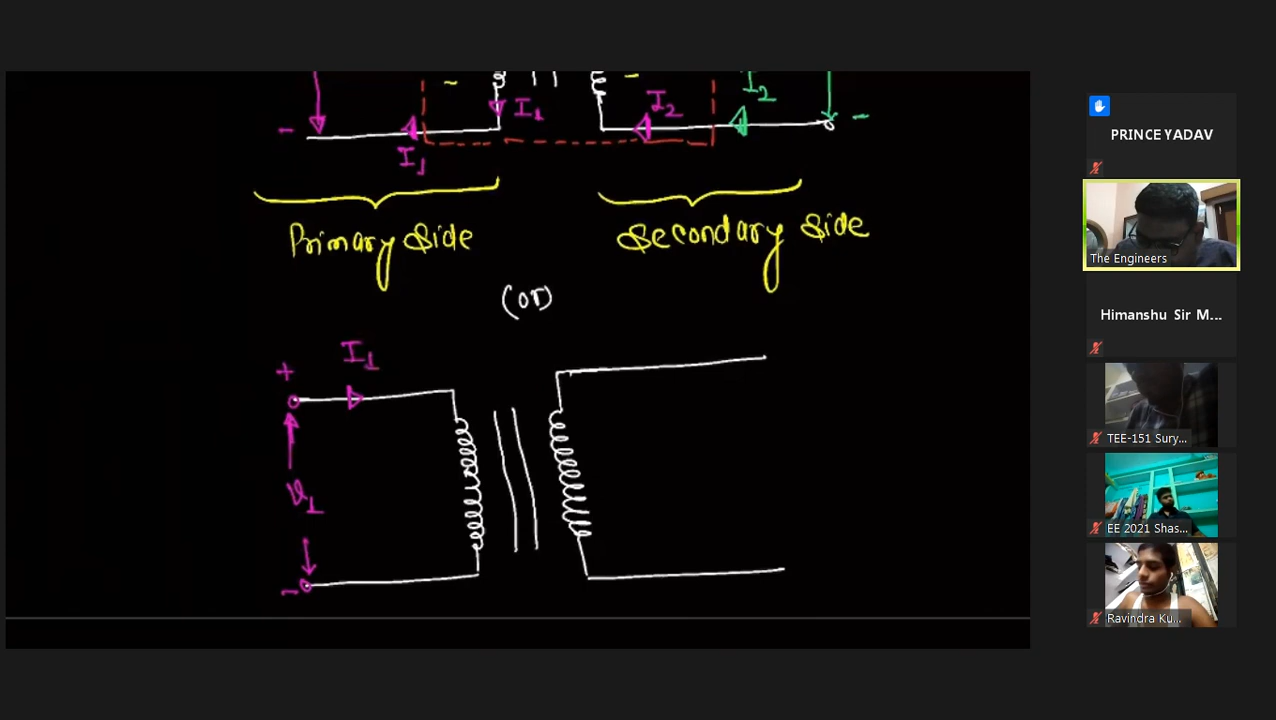 - ~ I₁ - I₂ I₂ -
I₁
Primary Side Secondary Side
(or)
+ I₁
V₁
-
PRINCE YADAV
The Engineers
Himanshu Sir M...
TEE-151 Sury...
EE 2021 Shas...
Ravindra Ku...